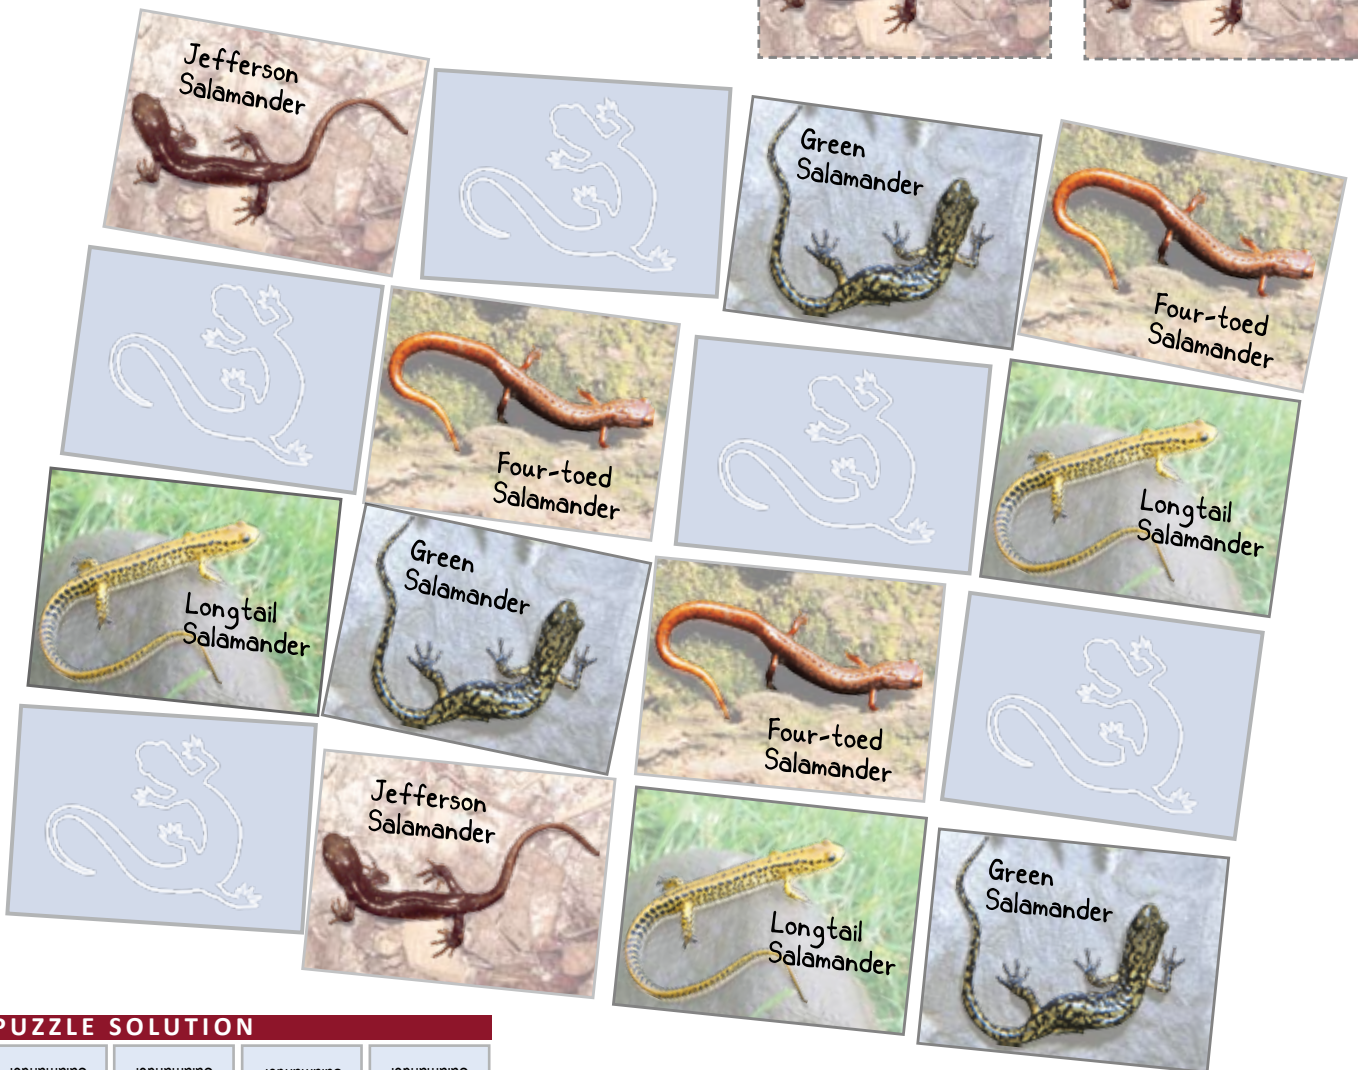 Jefferson
Salamander
Green
Salamander
Four-toed
Salamander
Four-toed
Salamander
Longtail
Salamander
Longtail
Salamander
Green
Salamander
Four-toed
Salamander
Jefferson
Salamander
Longtail
Salamander
Green
Salamander
PUZZLE SOLUTION